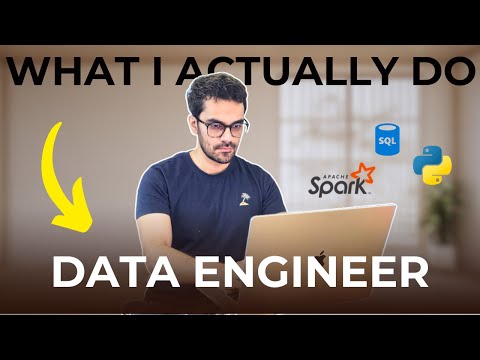 WHAT I ACTUALLY DO
SQL
APACHE
Spark
DATA ENGINEER